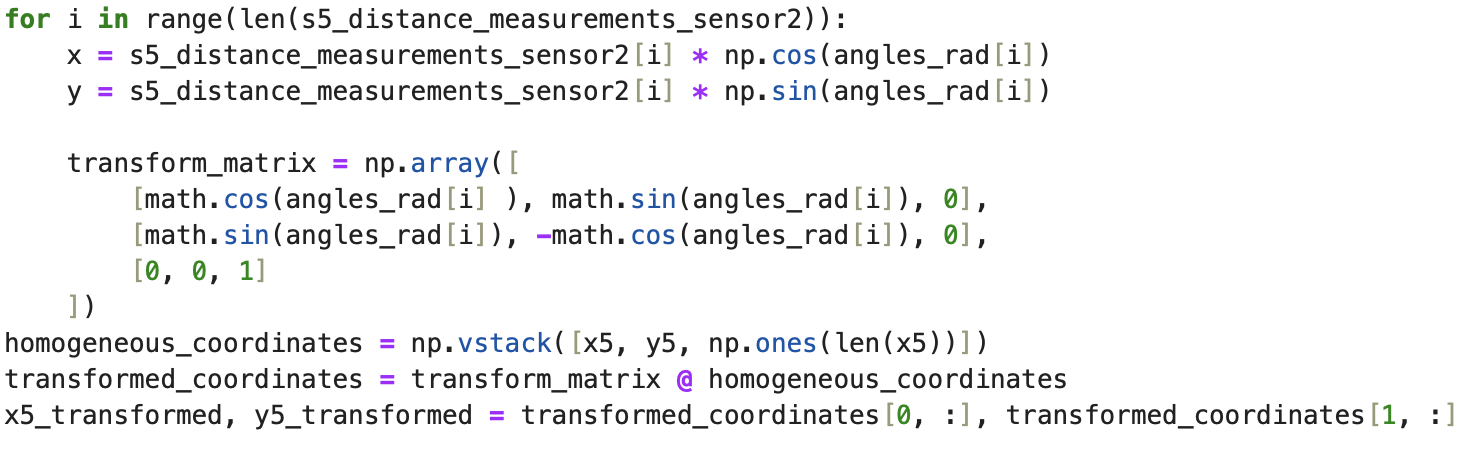 for i in range(len(s5_distance_measurements_sensor2)):
    x = s5_distance_measurements_sensor2[i] * np.cos(angles_rad[i])
    y = s5_distance_measurements_sensor2[i] * np.sin(angles_rad[i])

    transform_matrix = np.array([
        [math.cos(angles_rad[i] ), math.sin(angles_rad[i]), 0],
        [math.sin(angles_rad[i]), -math.cos(angles_rad[i]), 0],
        [0, 0, 1]
    ])
homogeneous_coordinates = np.vstack([x5, y5, np.ones(len(x5))])
transformed_coordinates = transform_matrix @ homogeneous_coordinates
x5_transformed, y5_transformed = transformed_coordinates[0, :], transformed_coordinates[1, :]